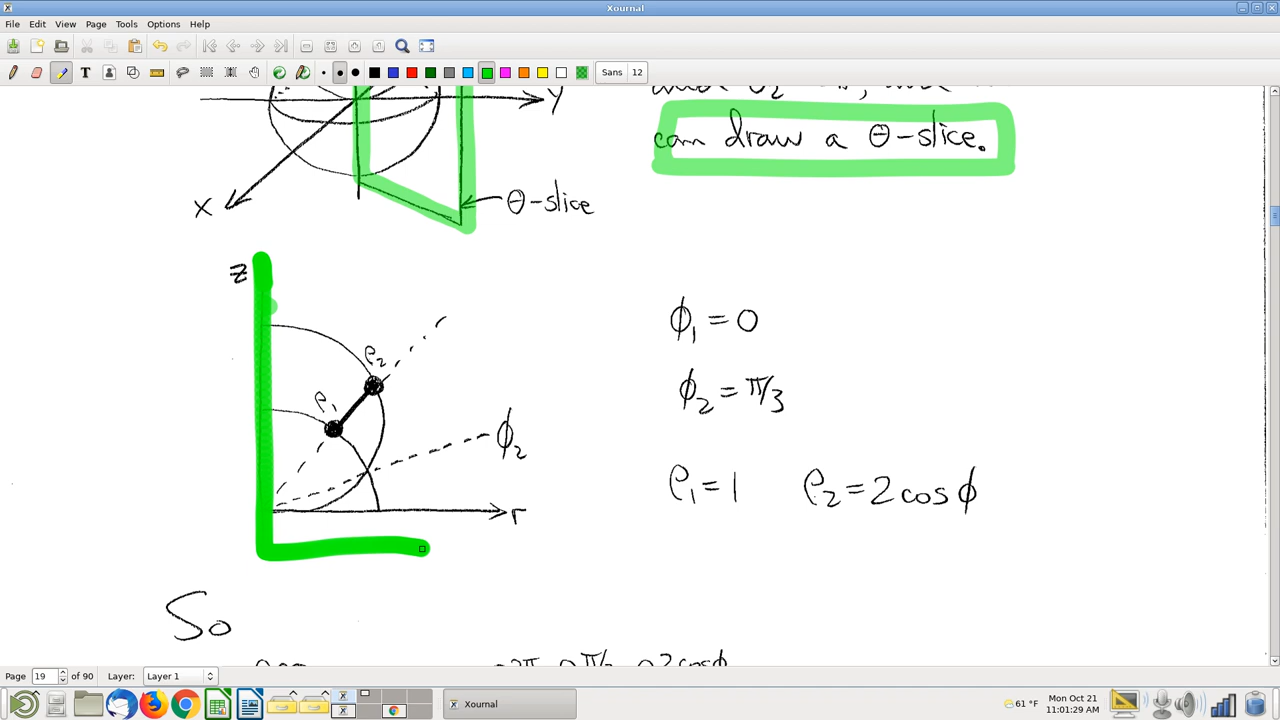 Xournal
File Edit View Page Tools Options Help
Sans 12
Y
can draw a θ-slice.
X
θ-slice
z
ρ₂
ρ₁
ϕ₂
r
ϕ₁ = 0
ϕ₂ = π/3
ρ₁ = 1 ρ₂ = 2 cos ϕ
So
Page 19 of 90 Layer: Layer 1
Xournal
61 °F
Mon Oct 21
11:01:29 AM